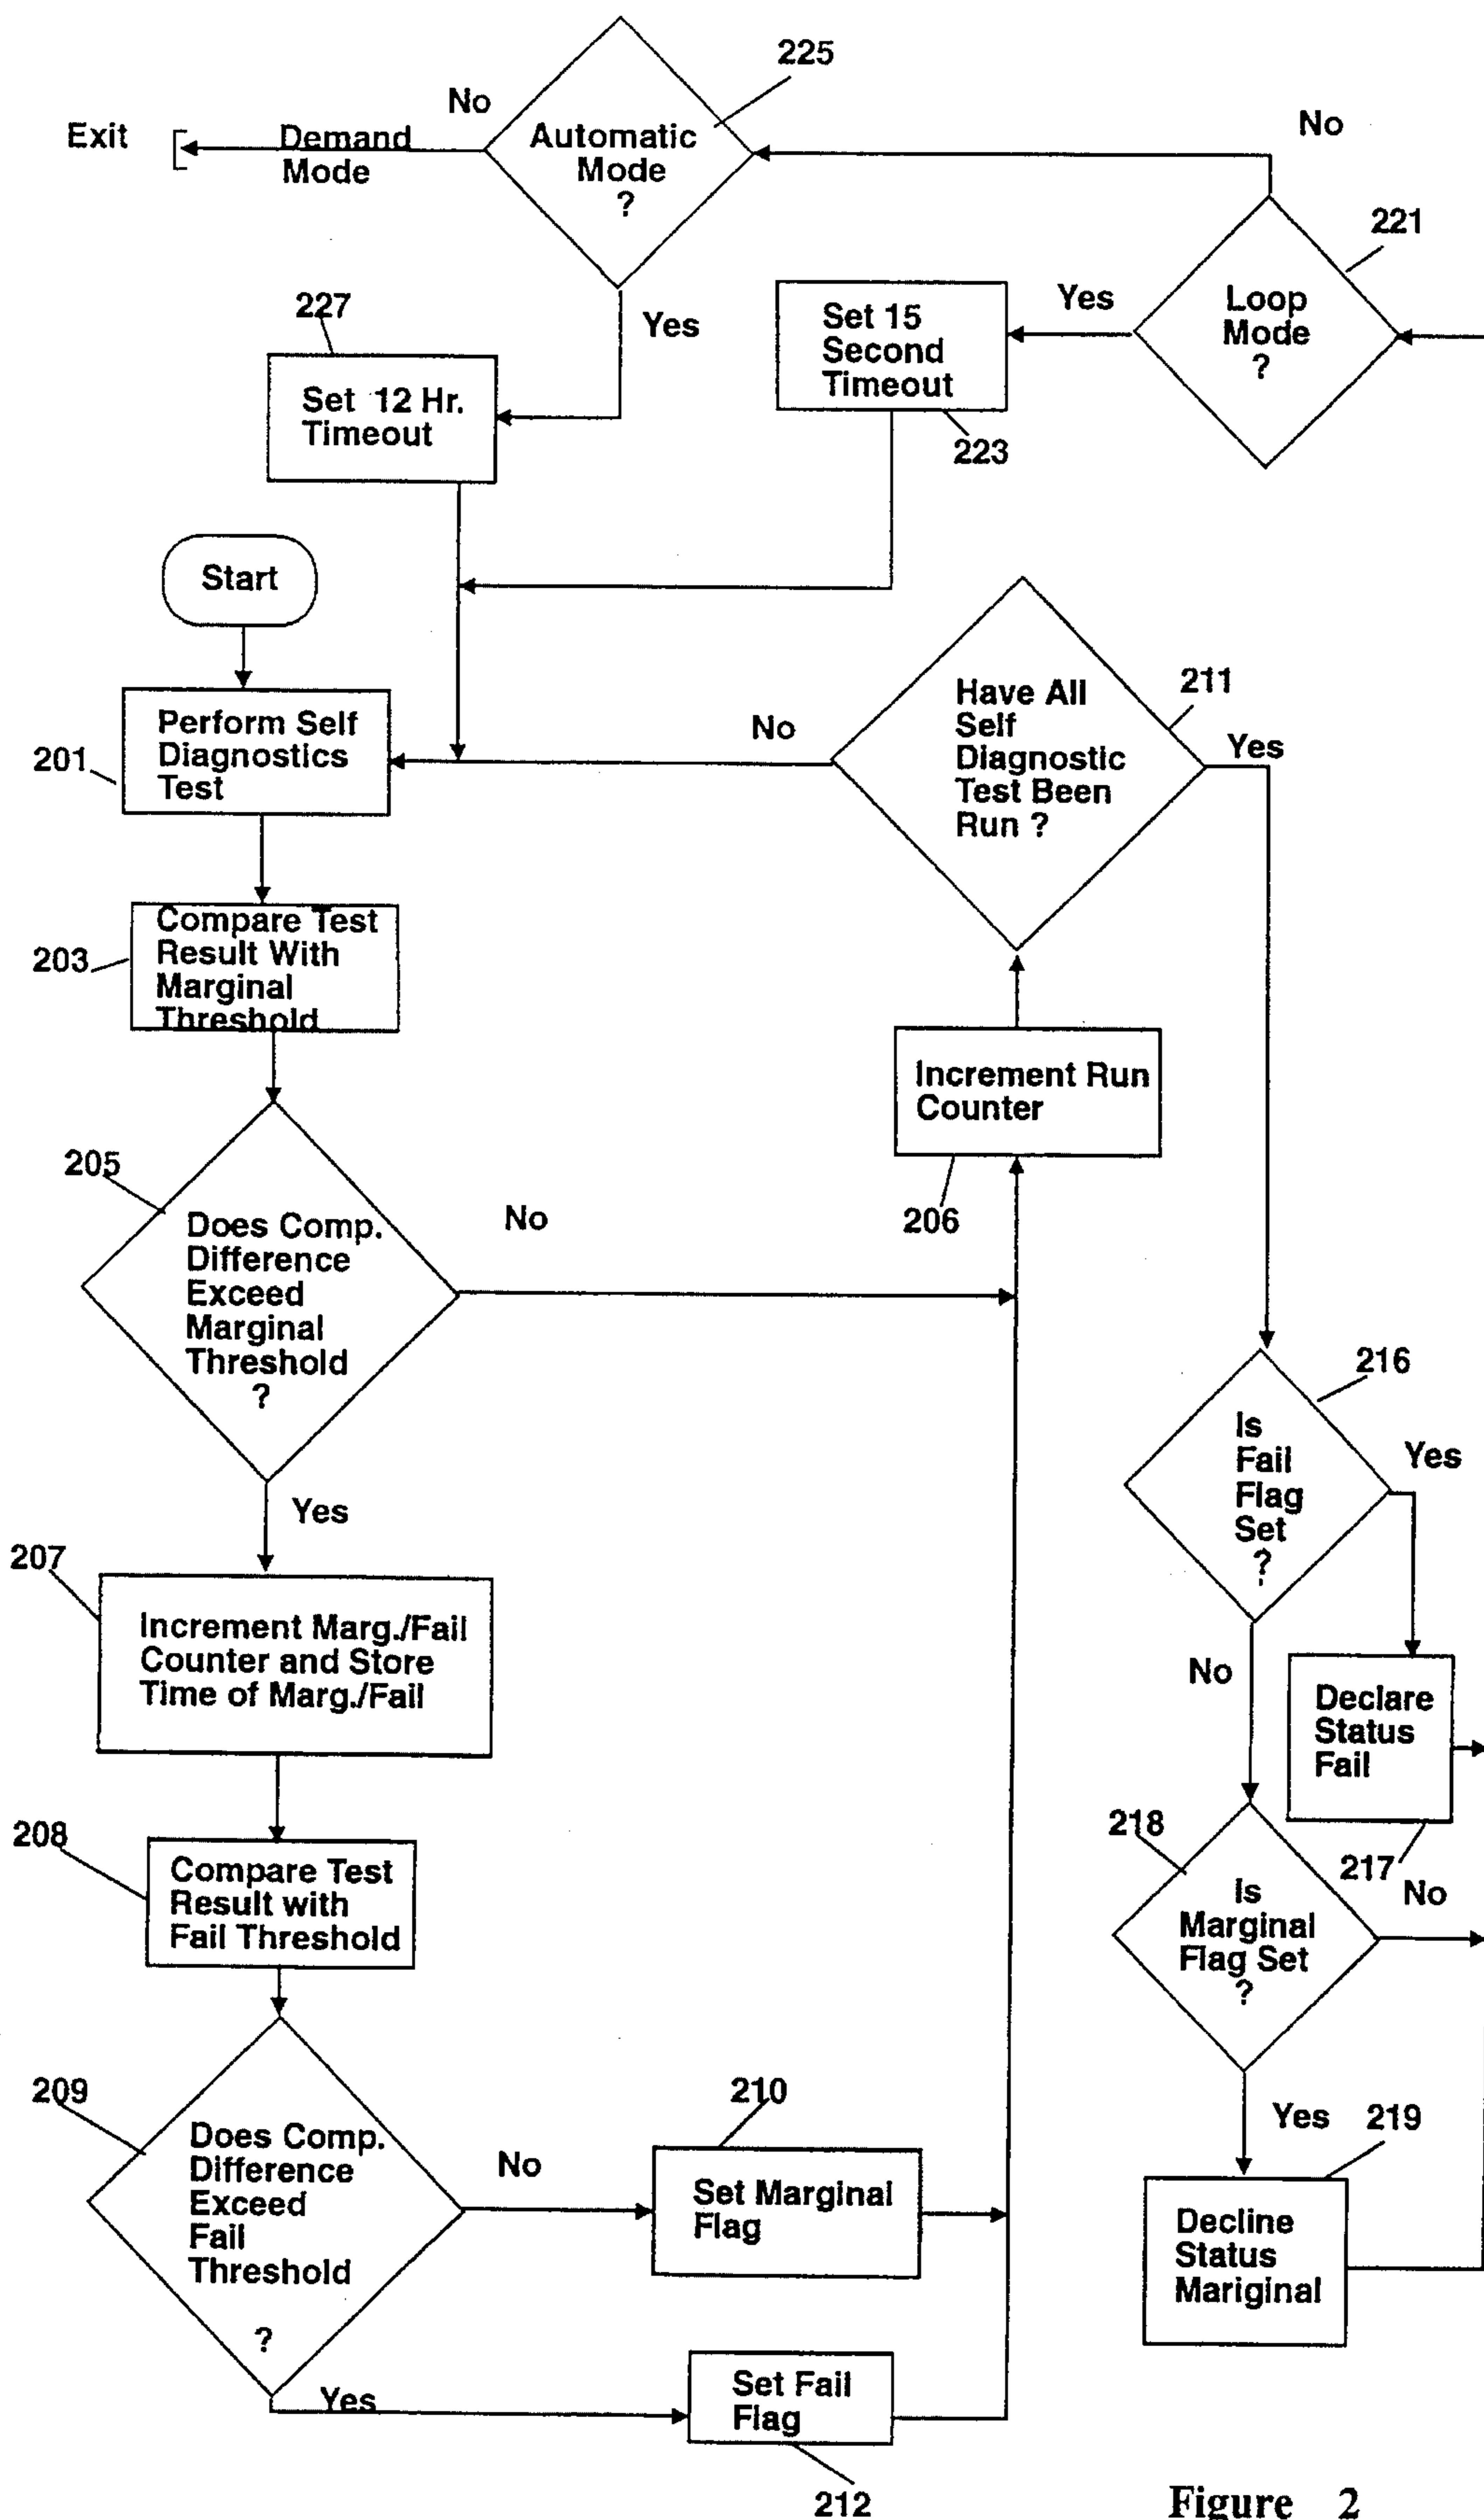 225
No
Exit
Demand
Mode
Automatic
Mode
?
No
221
227
Yes
Set 15
Second
Timeout
Yes
Loop
Mode
?
Set 12 Hr.
Timeout
223
Start
Have All
Self
Diagnostic
Test Been
Run ?
211
No
Yes
201
Perform Self
Diagnostics
Test
203
Compare Test
Result With
Marginal
Threshold
Increment Run
Counter
206
205
Does Comp.
Difference
Exceed
Marginal
Threshold
?
No
Yes
216
Is
Fail
Flag
Set
?
Yes
No
207
Increment Marg./Fail
Counter and Store
Time of Marg./Fail
Declare
Status
Fail
217
208
Compare Test
Result with
Fail Threshold
218
Is
Marginal
Flag Set
?
No
Yes
209
Does Comp.
Difference
Exceed
Fail
Threshold
?
No
210
Set Marginal
Flag
219
Decline
Status
Mariginal
Yes
Set Fail
Flag
212
Figure 2